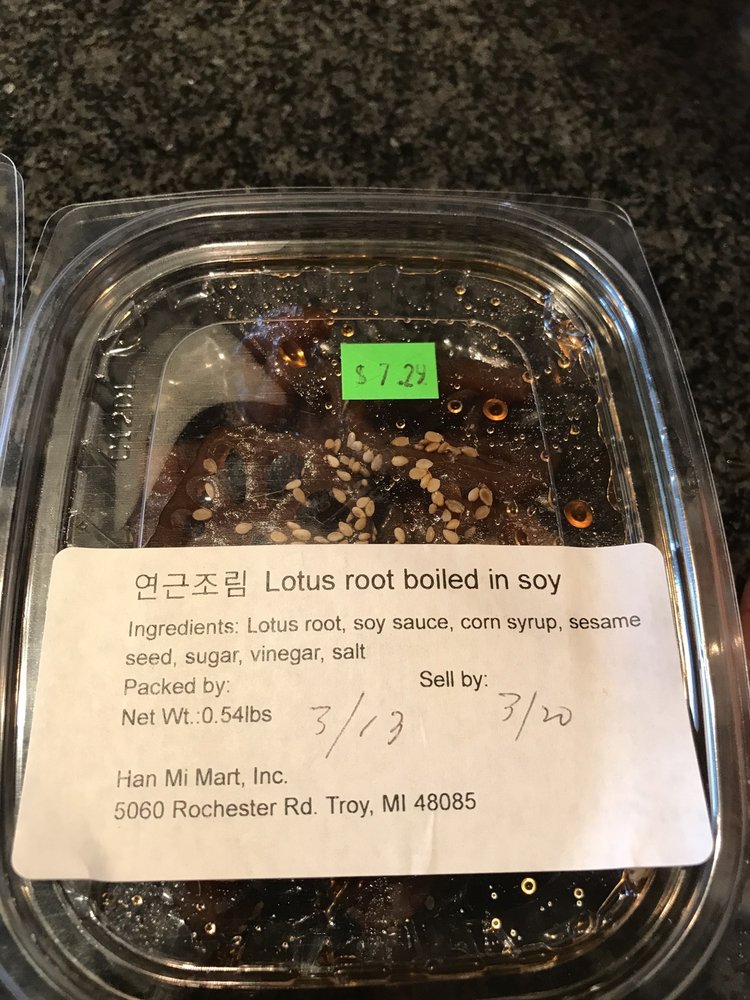 $7.29
연근조림 Lotus root boiled in soy
Ingredients: Lotus root, soy sauce, corn syrup, sesame
seed, sugar, vinegar, salt
Packed by:
Sell by:
Net Wt.:0.54lbs
3/13
3/20
Han Mi Mart, Inc.
5060 Rochester Rd. Troy, MI 48085